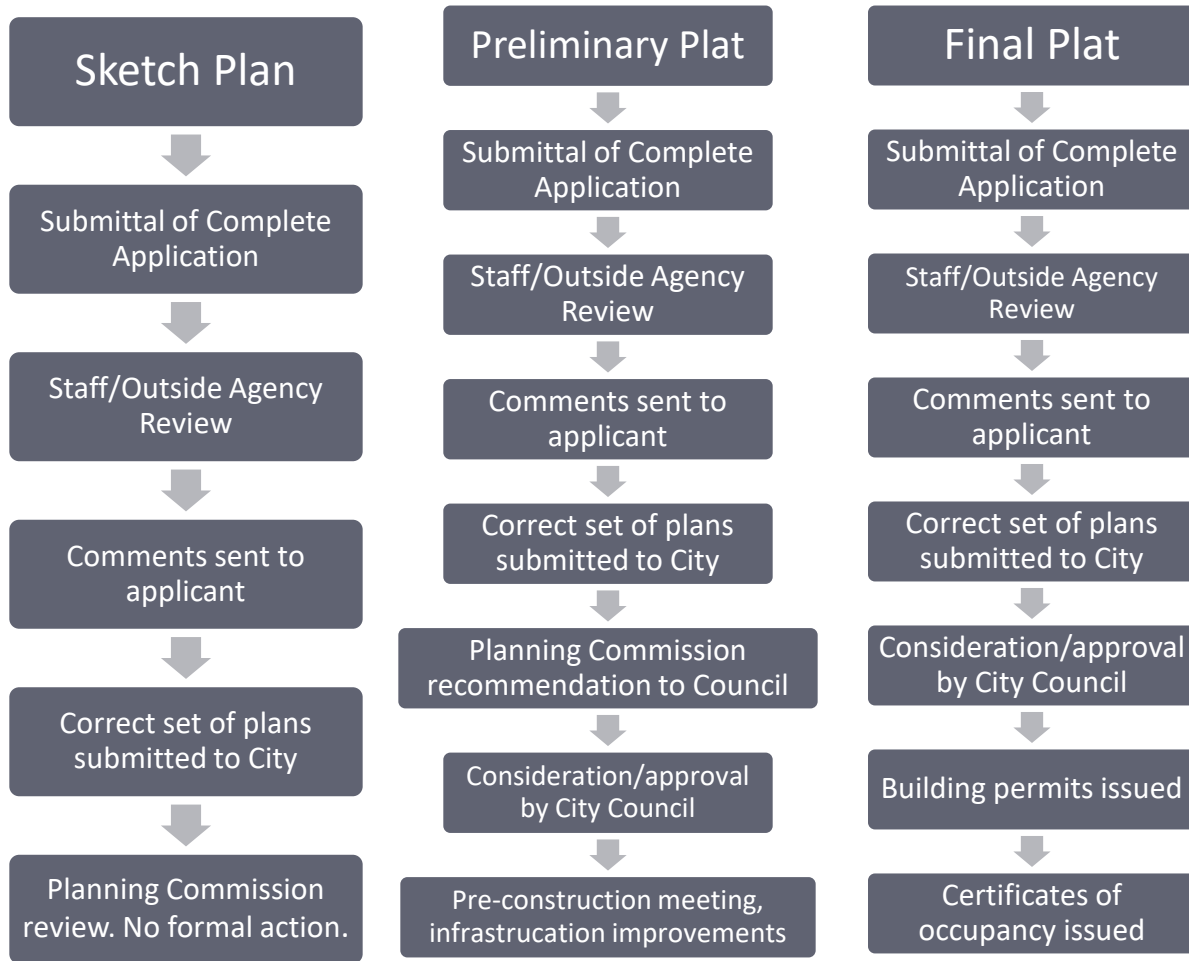 Sketch Plan
Submittal of Complete
Application
Staff/Outside Agency
Review
Comments sent to
applicant
Correct set of plans
submitted to City
Planning Commission
review. No formal action.
Preliminary Plat
Submittal of Complete
Application
Staff/Outside Agency
Review
Comments sent to
applicant
Correct set of plans
submitted to City
Planning Commission
recommendation to Council
Consideration/approval
by City Council
Pre-construction meeting,
infrastrucation improvements
Final Plat
Submittal of Complete
Application
Staff/Outside Agency
Review
Comments sent to
applicant
Correct set of plans
submitted to City
Consideration/approval
by City Council
Building permits issued
Certificates of
occupancy issued